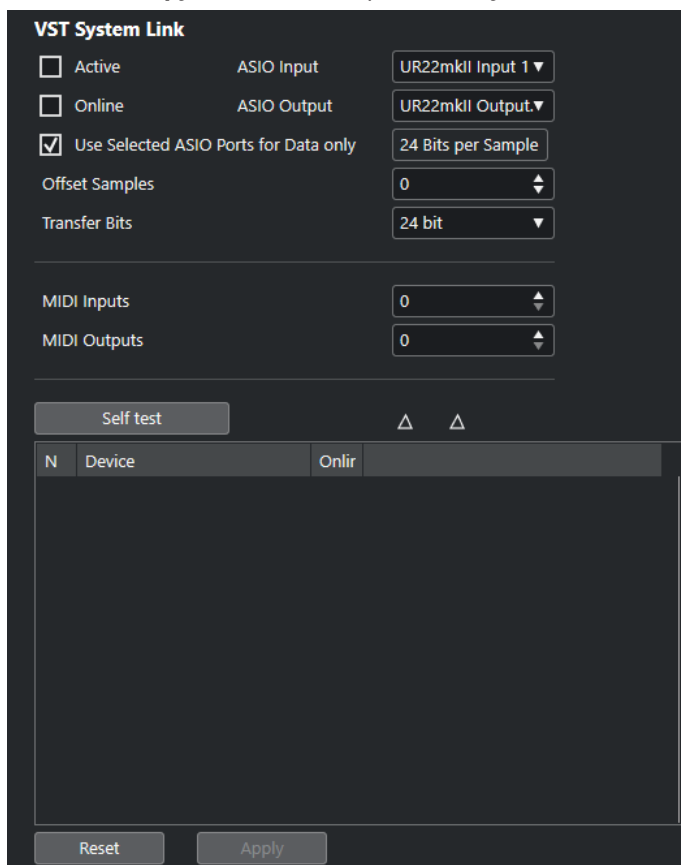 VST System Link
Active ASIO Input UR22mkII Input 1
Online ASIO Output UR22mkII Output.
Use Selected ASIO Ports for Data only 24 Bits per Sample
Offset Samples 0
Transfer Bits 24 bit
MIDI Inputs 0
MIDI Outputs 0
Self test
N Device Onlir
Reset Apply